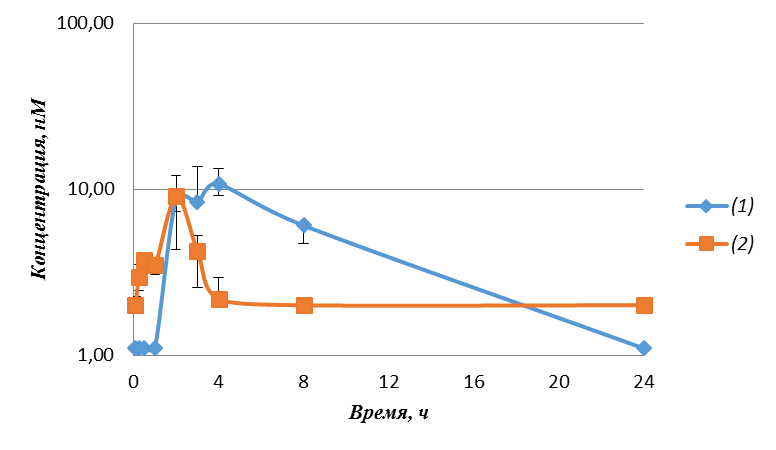 100,00
10,00
1,00
Концентрация, нМ
0 4 8 12 16 20 24
Время, ч
(1)
(2)